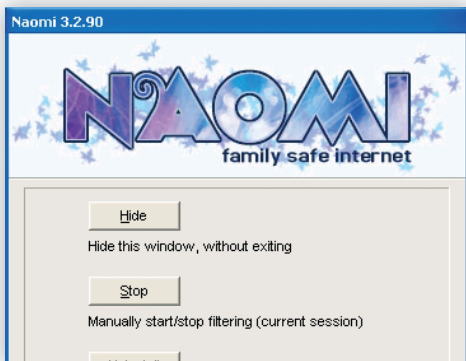 Naomi 3.2.90
NAOMI
family safe internet
Hide
Hide this window, without exiting
Stop
Manually start/stop filtering (current session)